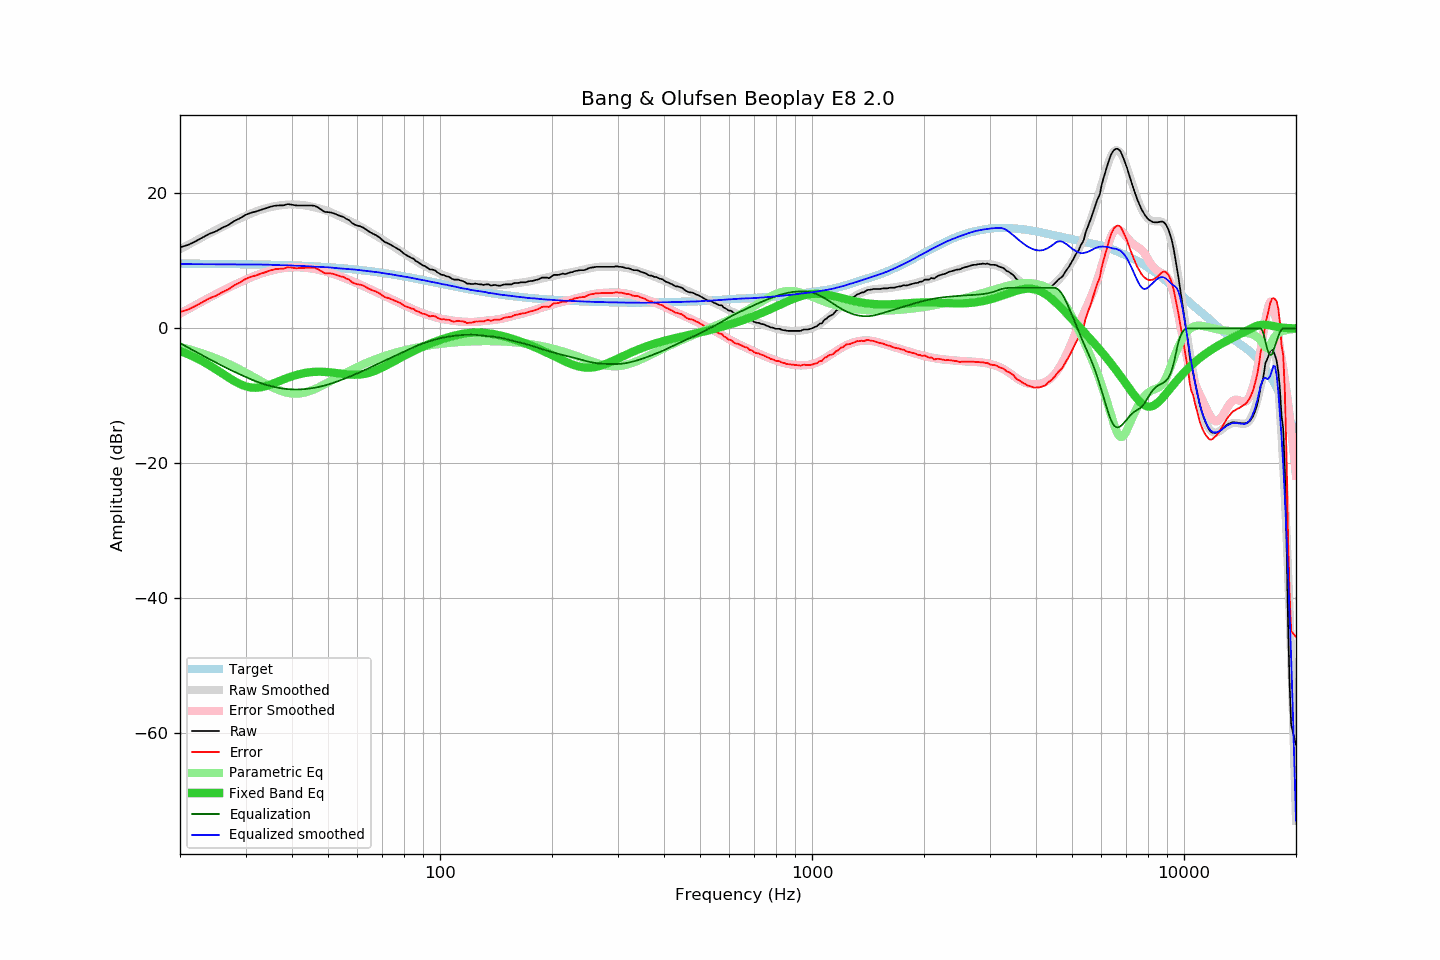 Bang & Olufsen Beoplay E8 2.0
20
0
−20
−40
−60
Amplitude (dBr)
Target
Raw Smoothed
Error Smoothed
Raw
Error
Parametric Eq
Fixed Band Eq
Equalization
Equalized smoothed
100
1000
10000
Frequency (Hz)